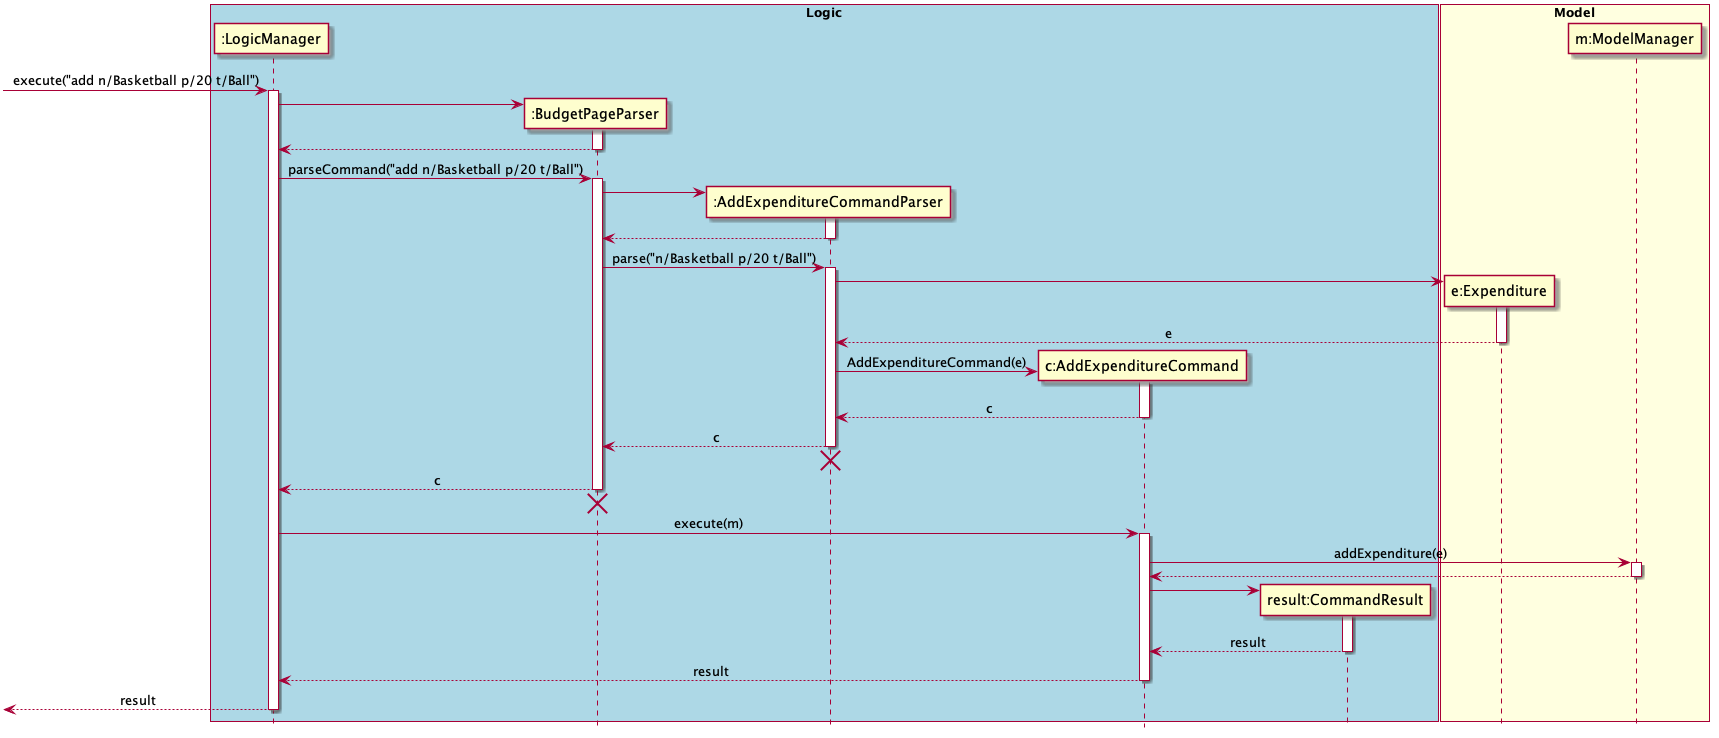 Logic
Model
:LogicManager
m:ModelManager
execute("add n/Basketball p/20 t/Ball")
:BudgetPageParser
parseCommand("add n/Basketball p/20 t/Ball")
:AddExpenditureCommandParser
parse("n/Basketball p/20 t/Ball")
e:Expenditure
e
AddExpenditureCommand(e)
c:AddExpenditureCommand
c
c
c
execute(m)
addExpenditure(e)
result:CommandResult
result
result
result